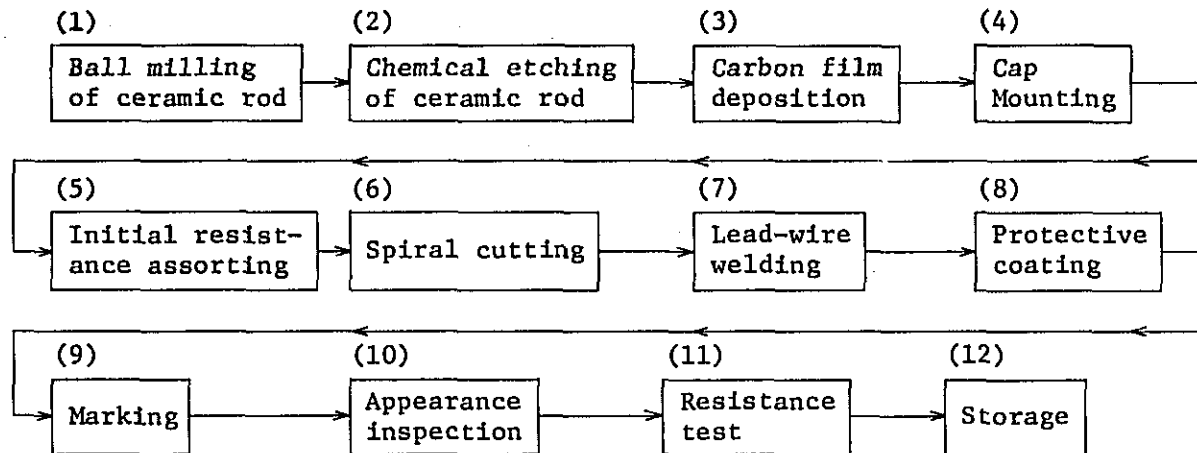 (1) (2) (3) (4)
Ball milling
of ceramic rod
Chemical etching
of ceramic rod
Carbon film
deposition
Cap
Mounting
(5) (6) (7) (8)
Initial resist-
ance assorting
Spiral cutting
Lead-wire
welding
Protective
coating
(9) (10) (11) (12)
Marking
Appearance
inspection
Resistance
test
Storage